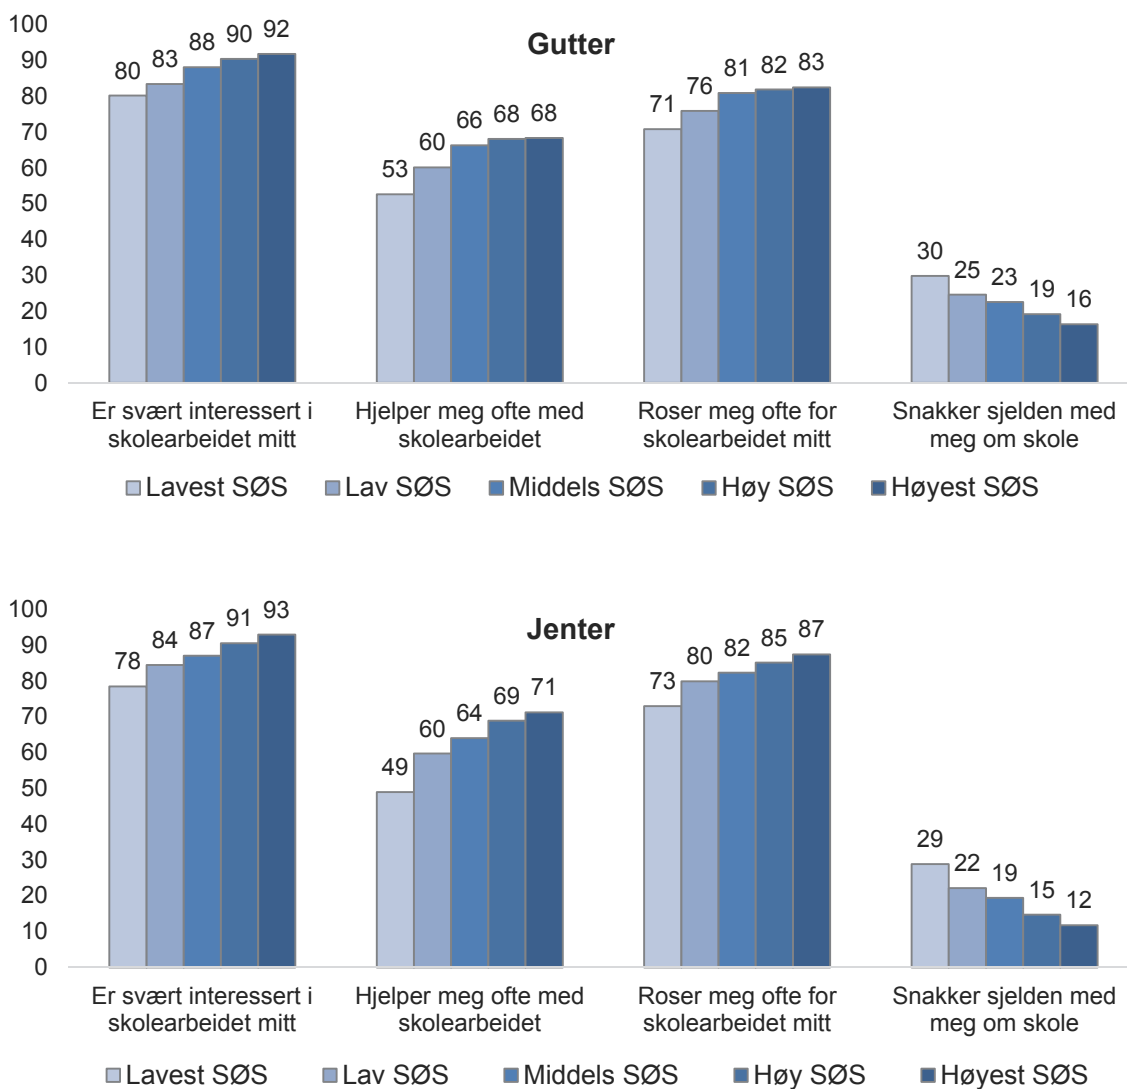 Gutter
100
90
80
70
60
50
40
30
20
10
0
80 83 88 90 92
53 60 66 68 68
71 76 81 82 83
30 25 23 19 16
Er svært interessert i
skolearbeidet mitt
Hjelper meg ofte med
skolearbeidet
Roser meg ofte for
skolearbeidet mitt
Snakker sjelden med
meg om skole
Lavest SØS Lav SØS Middels SØS Høy SØS Høyest SØS
Jenter
100
90
80
70
60
50
40
30
20
10
0
78 84 87 91 93
49 60 64 69 71
73 80 82 85 87
29 22 19 15 12
Er svært interessert i
skolearbeidet mitt
Hjelper meg ofte med
skolearbeidet
Roser meg ofte for
skolearbeidet mitt
Snakker sjelden med
meg om skole
Lavest SØS Lav SØS Middels SØS Høy SØS Høyest SØS